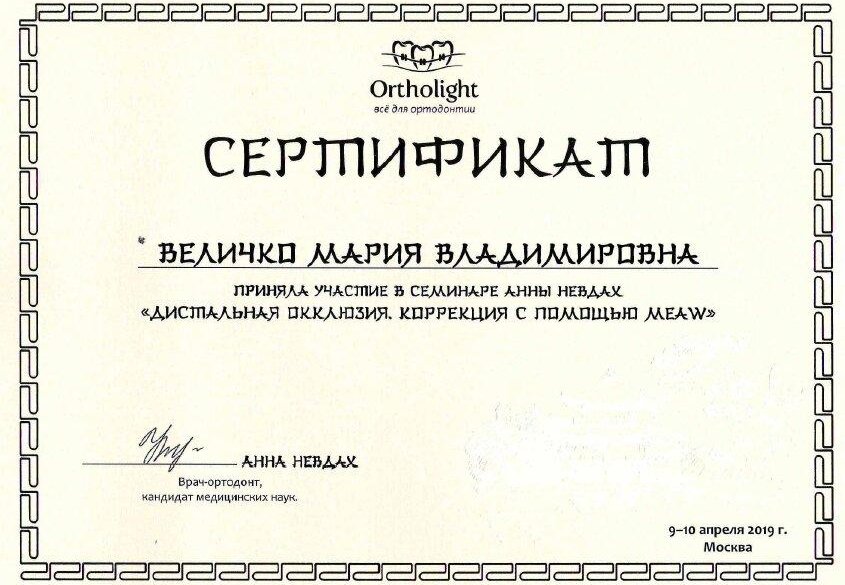 Ortholight
всё для ортодонтии
СЕРТИФИКАТ
ВЕЛИЧКО МАРИЯ ВЛАДИМИРОВНА
ПРИНЯЛА УЧАСТИЕ В СЕМИНАРЕ АННЫ НЕВДАХ
«ДИСТАЛЬНАЯ ОККЛЮЗИЯ. КОРРЕКЦИЯ С ПОМОЩЬЮ MEAW»
АННА НЕВДАХ
Врач-ортодонт,
кандидат медицинских наук.
9–10 апреля 2019 г.
Москва